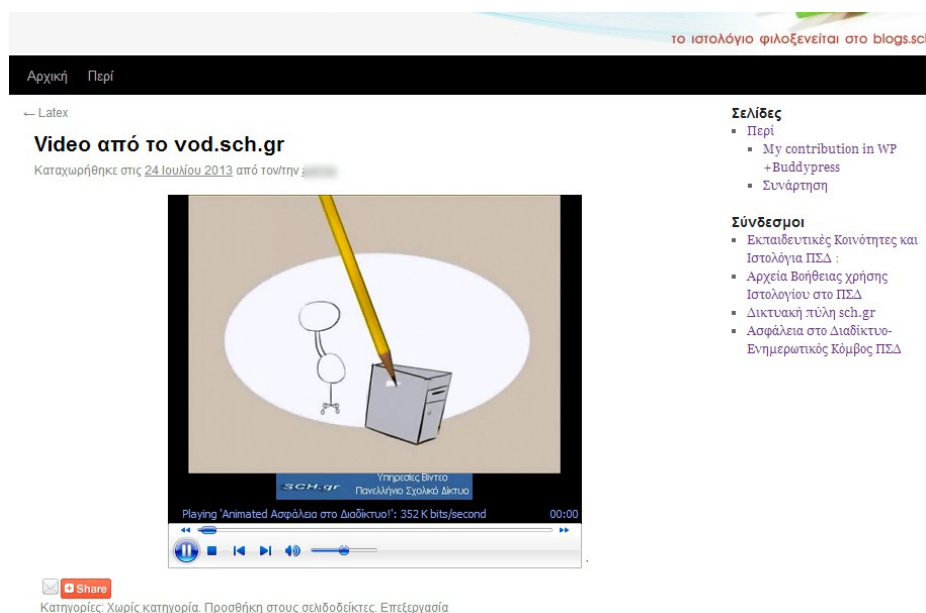 το ιστολόγιο φιλοξενείται στο blogs.sch
Αρχική Περί
← Latex
Video από το vod.sch.gr
Καταχωρήθηκε στις 24 Ιουλίου 2013 από τον/την
SCH.gr
Υπηρεσίες Βίντεο
Πανελλήνιο Σχολικό Δίκτυο
Playing 'Animated Ασφάλεια στο Διαδίκτυο!': 352 K bits/second 00:00
Share
Κατηγορίες: Χωρίς κατηγορία. Προσθήκη στους σελιδοδείκτες. Επεξεργασία
Σελίδες
Περί
My contribution in WP
+Buddypress
Συνάρτηση
Σύνδεσμοι
Εκπαιδευτικές Κοινότητες και
Ιστολόγια ΠΣΔ :
Αρχεία Βοήθειας χρήσης
Ιστολογίου στο ΠΣΔ
Δικτυακή πύλη sch.gr
Ασφάλεια στο Διαδίκτυο-
Ενημερωτικός Κόμβος ΠΣΔ